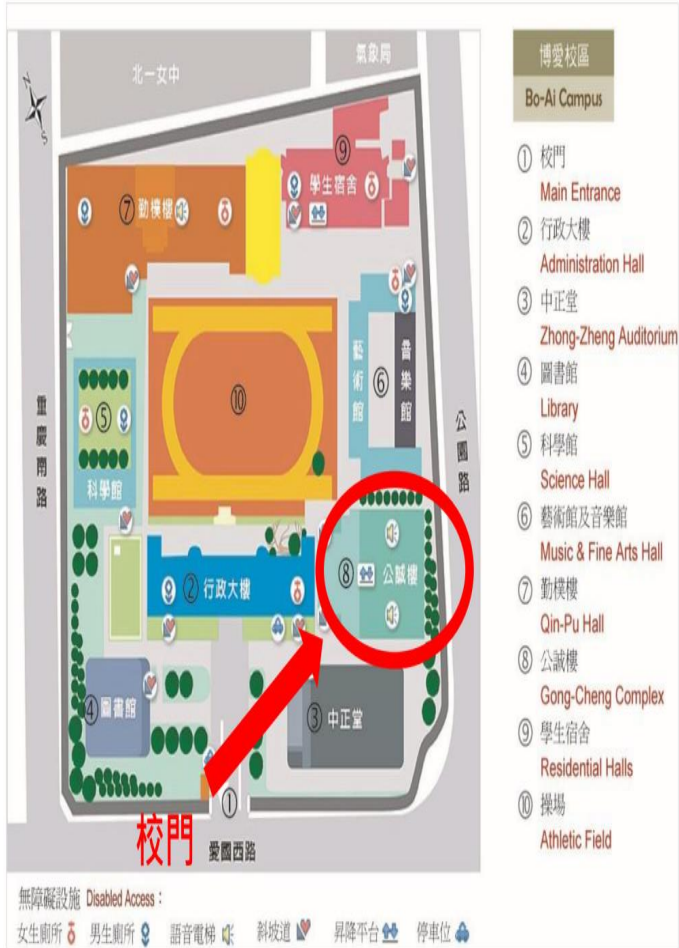 北一女中
氣象局
N
S
⑨
學生宿舍
⑦ 勤樸樓
藝術館
音樂館
⑥
⑩
重慶南路
公園路
⑤
科學館
② 行政大樓
⑧ 公誠樓
④ 圖書館
③ 中正堂
①
校門
愛國西路
博愛校區
Bo-Ai Campus
① 校門
Main Entrance
② 行政大樓
Administration Hall
③ 中正堂
Zhong-Zheng Auditorium
④ 圖書館
Library
⑤ 科學館
Science Hall
⑥ 藝術館及音樂館
Music & Fine Arts Hall
⑦ 勤樸樓
Qin-Pu Hall
⑧ 公誠樓
Gong-Cheng Complex
⑨ 學生宿舍
Residential Halls
⑩ 操場
Athletic Field
無障礙設施 Disabled Access：
女生廁所 男生廁所 語音電梯 斜坡道 昇降平台 停車位